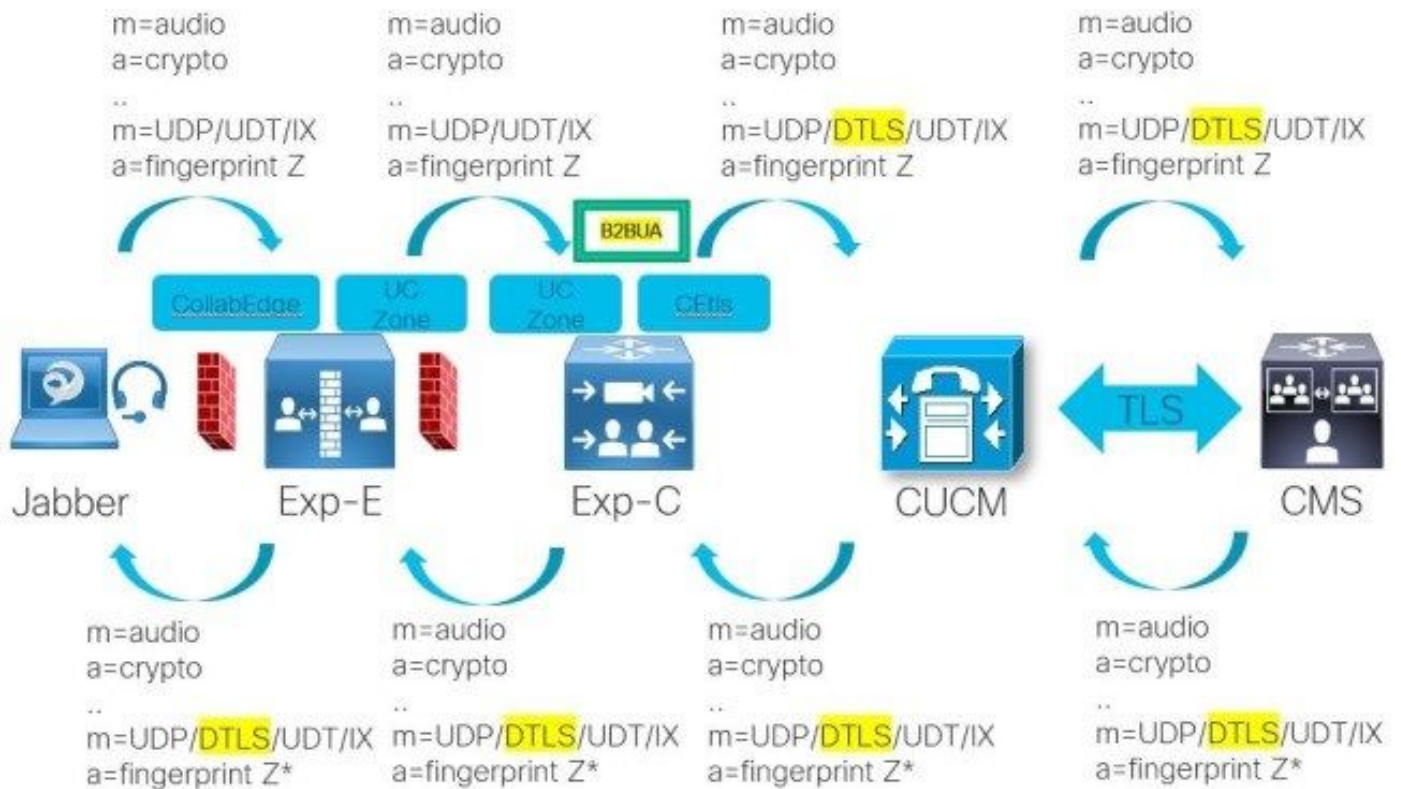 m=audio
a=crypto
..
m=UDP/UDT/IX
a=fingerprint Z
m=audio
a=crypto
..
m=UDP/UDT/IX
a=fingerprint Z
m=audio
a=crypto
..
m=UDP/DTLS/UDT/IX
a=fingerprint Z
m=audio
a=crypto
..
m=UDP/DTLS/UDT/IX
a=fingerprint Z
B2BUA
CollabEdge
UC
Zone
UC
Zone
CEtls
TLS
Jabber
Exp-E
Exp-C
CUCM
CMS
m=audio
a=crypto
..
m=UDP/DTLS/UDT/IX
a=fingerprint Z*
m=audio
a=crypto
..
m=UDP/DTLS/UDT/IX
a=fingerprint Z*
m=audio
a=crypto
..
m=UDP/DTLS/UDT/IX
a=fingerprint Z*
m=audio
a=crypto
..
m=UDP/DTLS/UDT/IX
a=fingerprint Z*